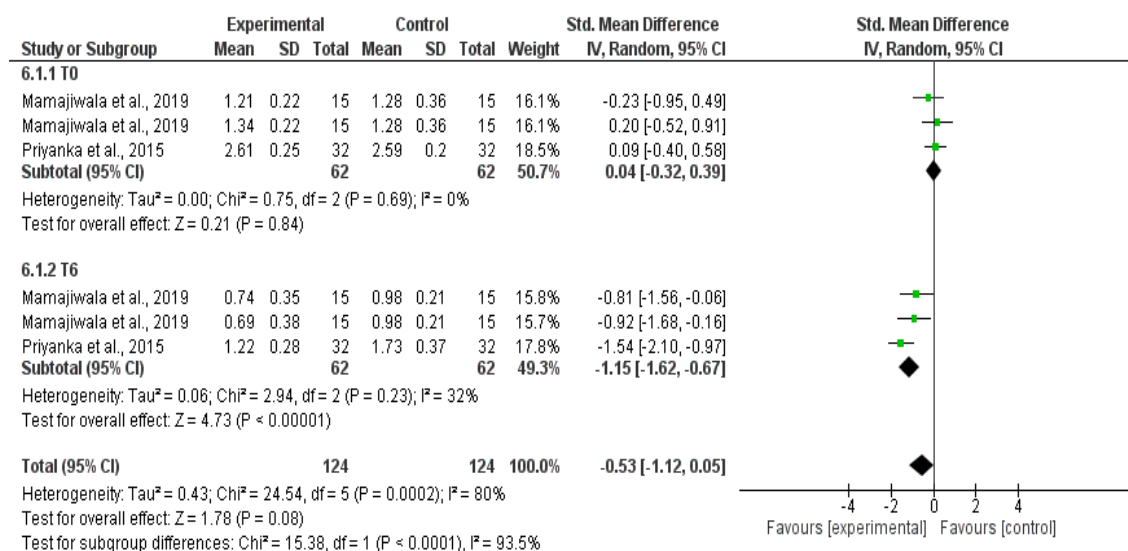 Experimental Control Std. Mean Difference Std. Mean Difference
Study or Subgroup Mean SD Total Mean SD Total Weight IV, Random, 95% CI IV, Random, 95% CI
6.1.1 T0
Mamajiwala et al., 2019 1.21 0.22 15 1.28 0.36 15 16.1% -0.23 [-0.95, 0.49]
Mamajiwala et al., 2019 1.34 0.22 15 1.28 0.36 15 16.1% 0.20 [-0.52, 0.91]
Priyanka et al., 2015 2.61 0.25 32 2.59 0.2 32 18.5% 0.09 [-0.40, 0.58]
Subtotal (95% CI) 62 62 50.7% 0.04 [-0.32, 0.39]
Heterogeneity: Tau² = 0.00; Chi² = 0.75, df = 2 (P = 0.69); I² = 0%
Test for overall effect: Z = 0.21 (P = 0.84)
6.1.2 T6
Mamajiwala et al., 2019 0.74 0.35 15 0.98 0.21 15 15.8% -0.81 [-1.56, -0.06]
Mamajiwala et al., 2019 0.69 0.38 15 0.98 0.21 15 15.7% -0.92 [-1.68, -0.16]
Priyanka et al., 2015 1.22 0.28 32 1.73 0.37 32 17.8% -1.54 [-2.10, -0.97]
Subtotal (95% CI) 62 62 49.3% -1.15 [-1.62, -0.67]
Heterogeneity: Tau² = 0.06; Chi² = 2.94, df = 2 (P = 0.23); I² = 32%
Test for overall effect: Z = 4.73 (P < 0.00001)
Total (95% CI) 124 124 100.0% -0.53 [-1.12, 0.05]
Heterogeneity: Tau² = 0.43; Chi² = 24.54, df = 5 (P = 0.0002); I² = 80%
Test for overall effect: Z = 1.78 (P = 0.08)
Test for subgroup differences: Chi² = 15.38, df = 1 (P < 0.0001), I² = 93.5%
-4 -2 0 2 4
Favours [experimental] Favours [control]